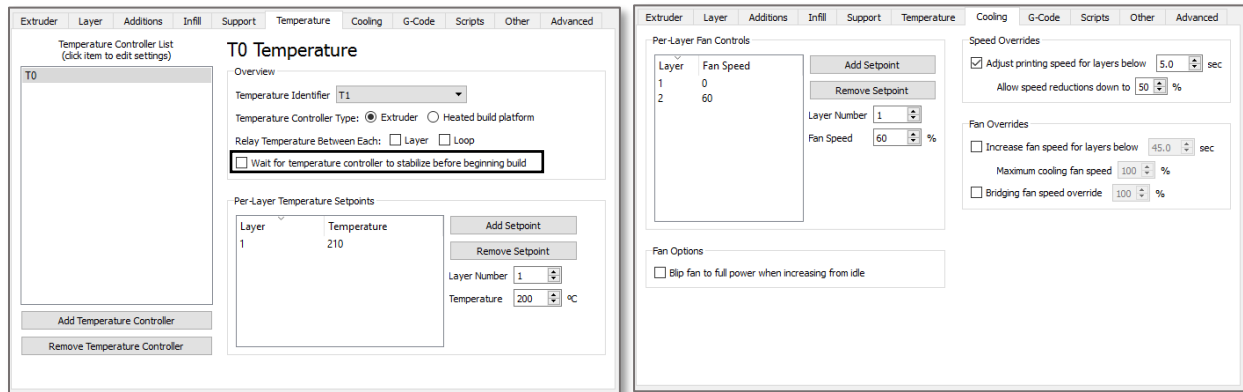 Extruder Layer Additions Infill Support Temperature Cooling G-Code Scripts Other Advanced
Temperature Controller List
(click item to edit settings)
T0
Add Temperature Controller
Remove Temperature Controller
T0 Temperature
Overview
Temperature Identifier T1
Temperature Controller Type: Extruder Heated build platform
Relay Temperature Between Each: Layer Loop
Wait for temperature controller to stabilize before beginning build
Per-Layer Temperature Setpoints
Layer Temperature
1 210
Add Setpoint
Remove Setpoint
Layer Number 1
Temperature 200 ºC
Extruder Layer Additions Infill Support Temperature Cooling G-Code Scripts Other Advanced
Per-Layer Fan Controls
Layer Fan Speed
1 0
2 60
Add Setpoint
Remove Setpoint
Layer Number 1
Fan Speed 60 %
Fan Options
Blip fan to full power when increasing from idle
Speed Overrides
Adjust printing speed for layers below 5.0 sec
Allow speed reductions down to 50 %
Fan Overrides
Increase fan speed for layers below 45.0 sec
Maximum cooling fan speed 100 %
Bridging fan speed override 100 %